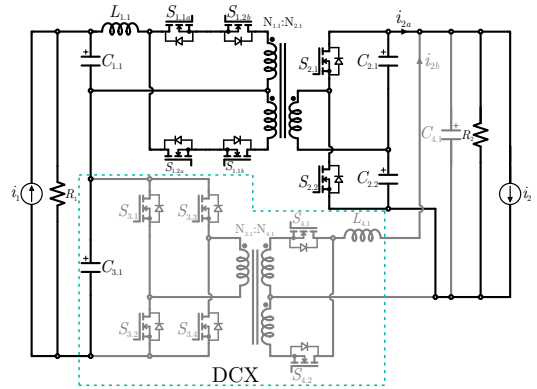 L1.1
S1.1a
S1.2b
N1.1:N2.1
i2a
C1.1
S2.1
C2.1
i2b
C4.1
R2
S1.2a
S1.1b
S2.2
C2.2
i1
R1
i2
S3.1
S3.3
N3.1:N4.1
S4.1
L4.1
C3.1
S3.2
S3.4
S4.2
DCX